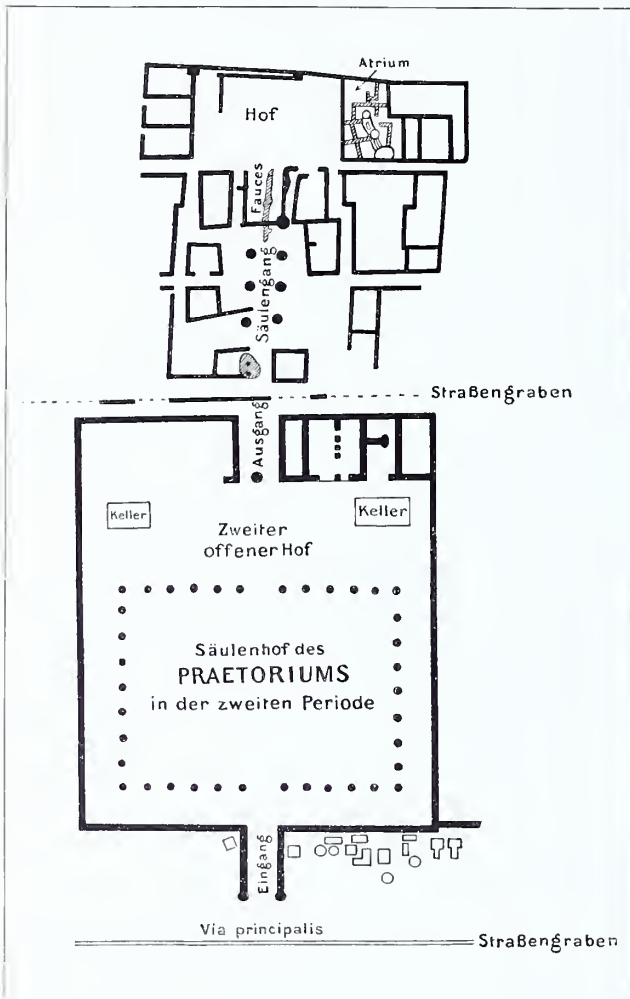 Atrium
Hof
Fauces
Säulengang
Straßengraben
Ausgang
Keller
Keller
Zweiter
offener Hof
Säulenhof des
PRAETORIUMS
in der zweiten Periode
Eingang
Via principalis
Straßengraben